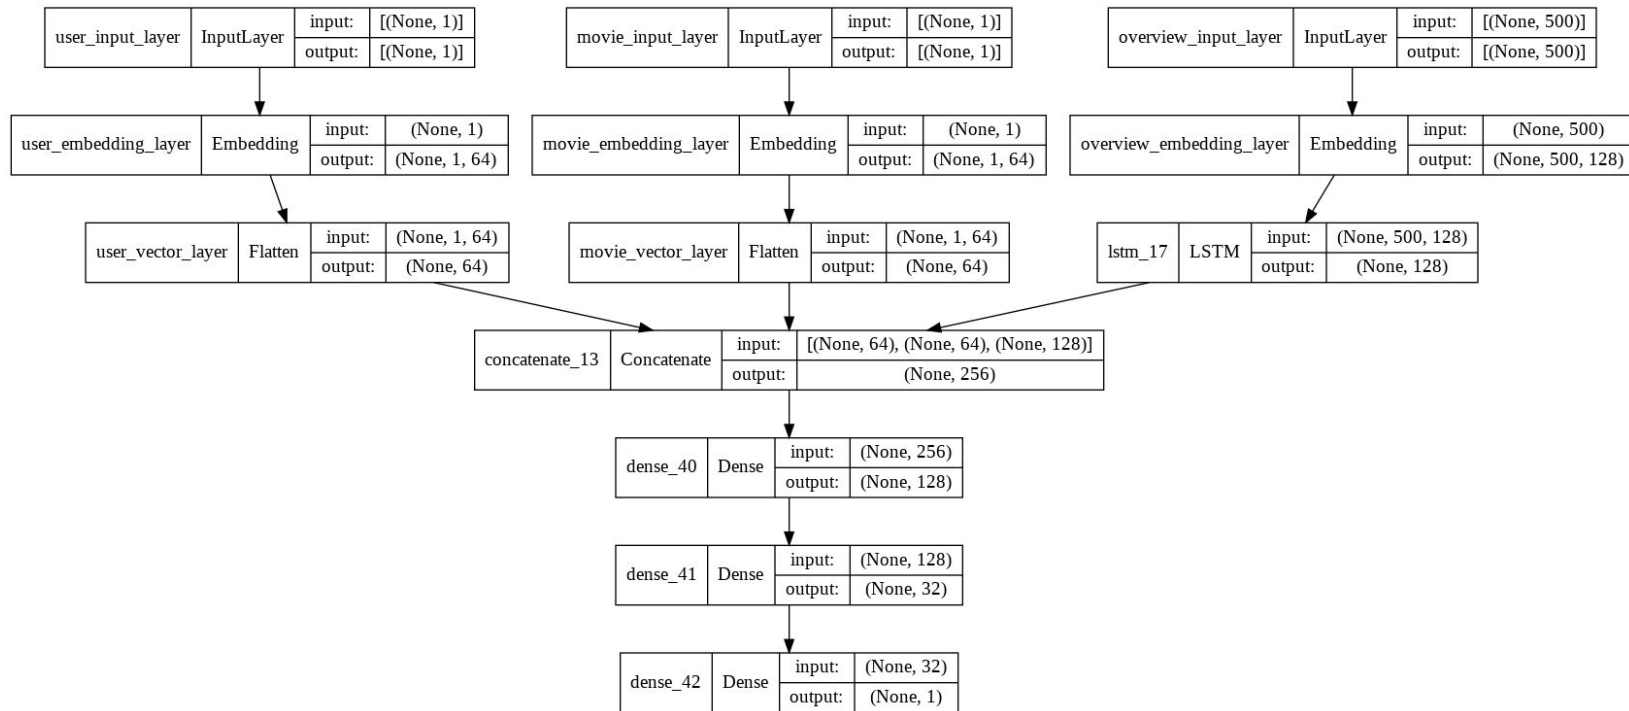 user_input_layer InputLayer input: [(None, 1)] output: [(None, 1)]
movie_input_layer InputLayer input: [(None, 1)] output: [(None, 1)]
overview_input_layer InputLayer input: [(None, 500)] output: [(None, 500)]
user_embedding_layer Embedding input: (None, 1) output: (None, 1, 64)
movie_embedding_layer Embedding input: (None, 1) output: (None, 1, 64)
overview_embedding_layer Embedding input: (None, 500) output: (None, 500, 128)
user_vector_layer Flatten input: (None, 1, 64) output: (None, 64)
movie_vector_layer Flatten input: (None, 1, 64) output: (None, 64)
lstm_17 LSTM input: (None, 500, 128) output: (None, 128)
concatenate_13 Concatenate input: [(None, 64), (None, 64), (None, 128)] output: (None, 256)
dense_40 Dense input: (None, 256) output: (None, 128)
dense_41 Dense input: (None, 128) output: (None, 32)
dense_42 Dense input: (None, 32) output: (None, 1)